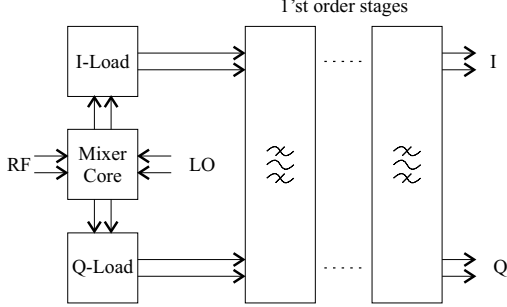 1'st order stages
I-Load
I
Mixer
Core
RF
LO
Q-Load
Q